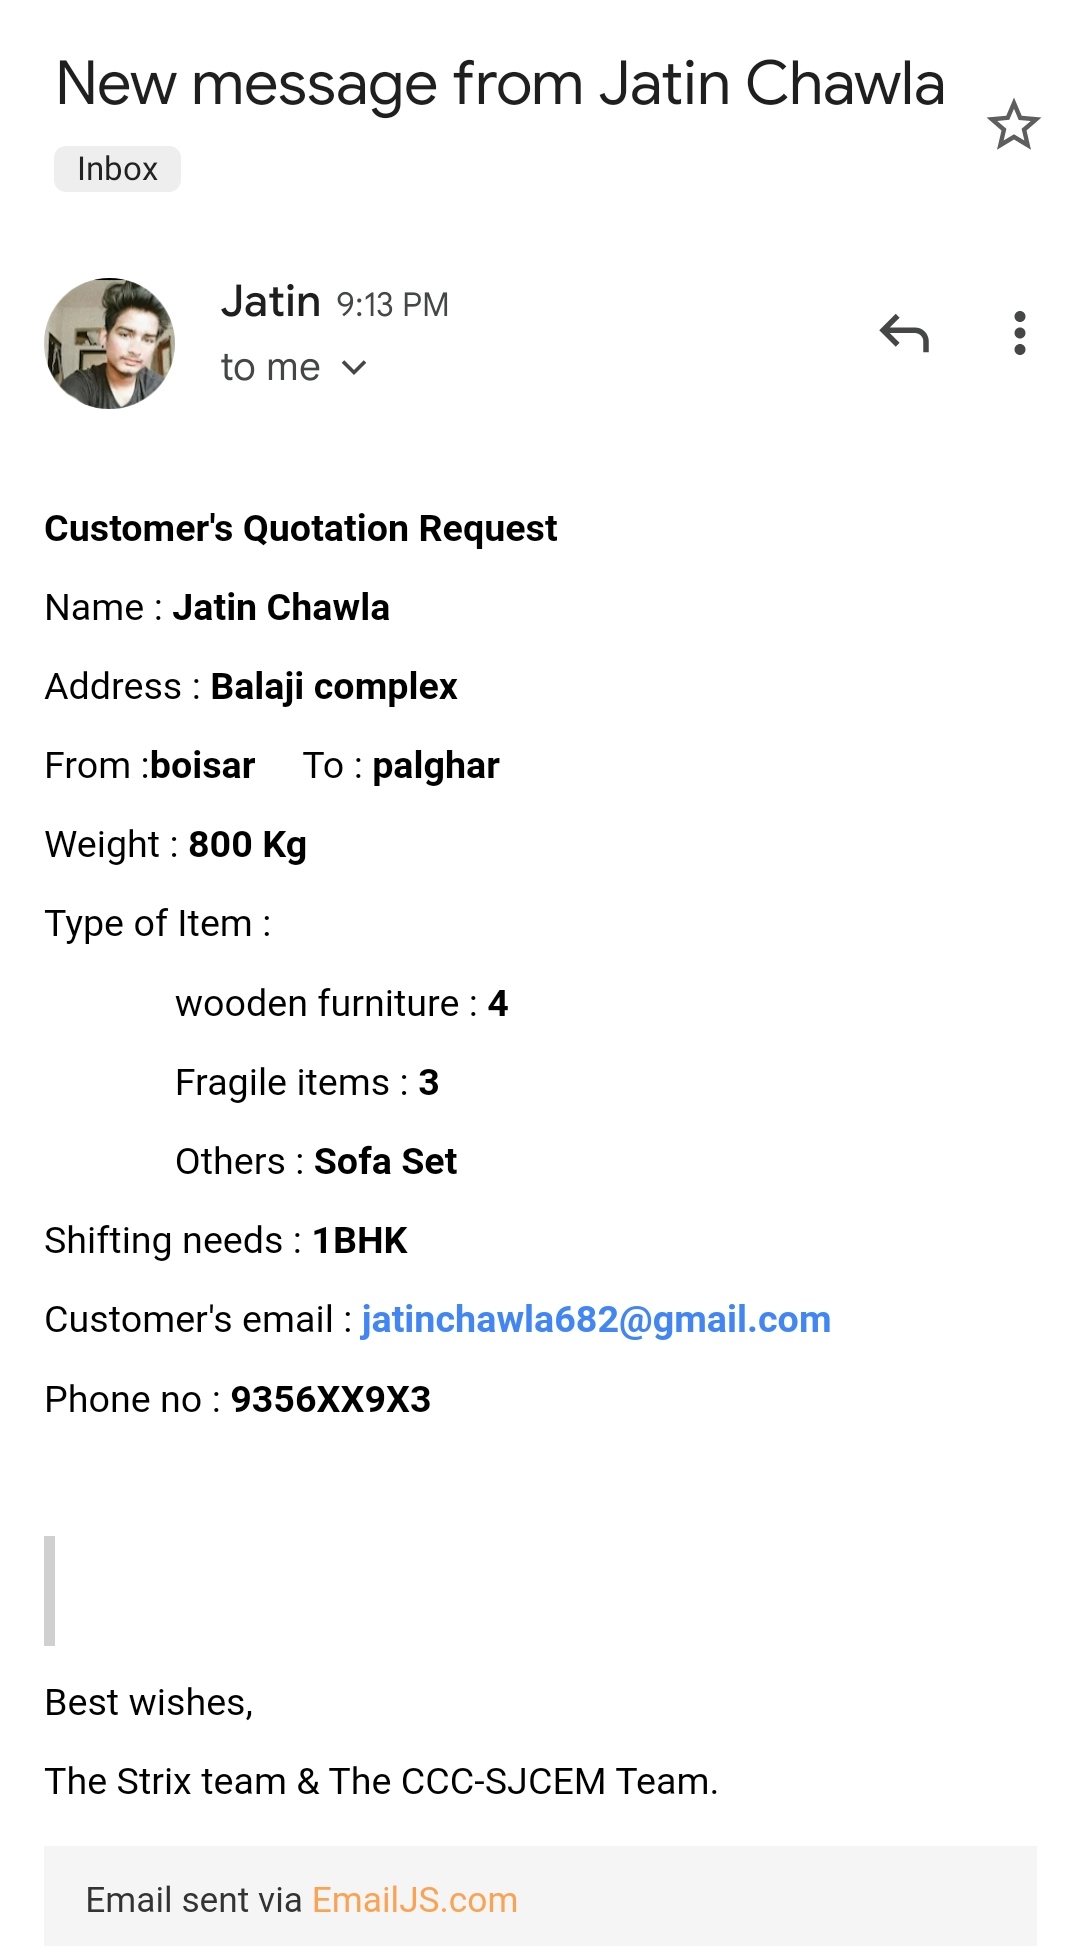 New message from Jatin Chawla
Inbox
Jatin 9:13 PM
to me
Customer's Quotation Request
Name : Jatin Chawla
Address : Balaji complex
From :boisar To : palghar
Weight : 800 Kg
Type of Item :
wooden furniture : 4
Fragile items : 3
Others : Sofa Set
Shifting needs : 1BHK
Customer's email : jatinchawla682@gmail.com
Phone no : 9356XX9X3
Best wishes,
The Strix team & The CCC-SJCEM Team.
Email sent via EmailJS.com